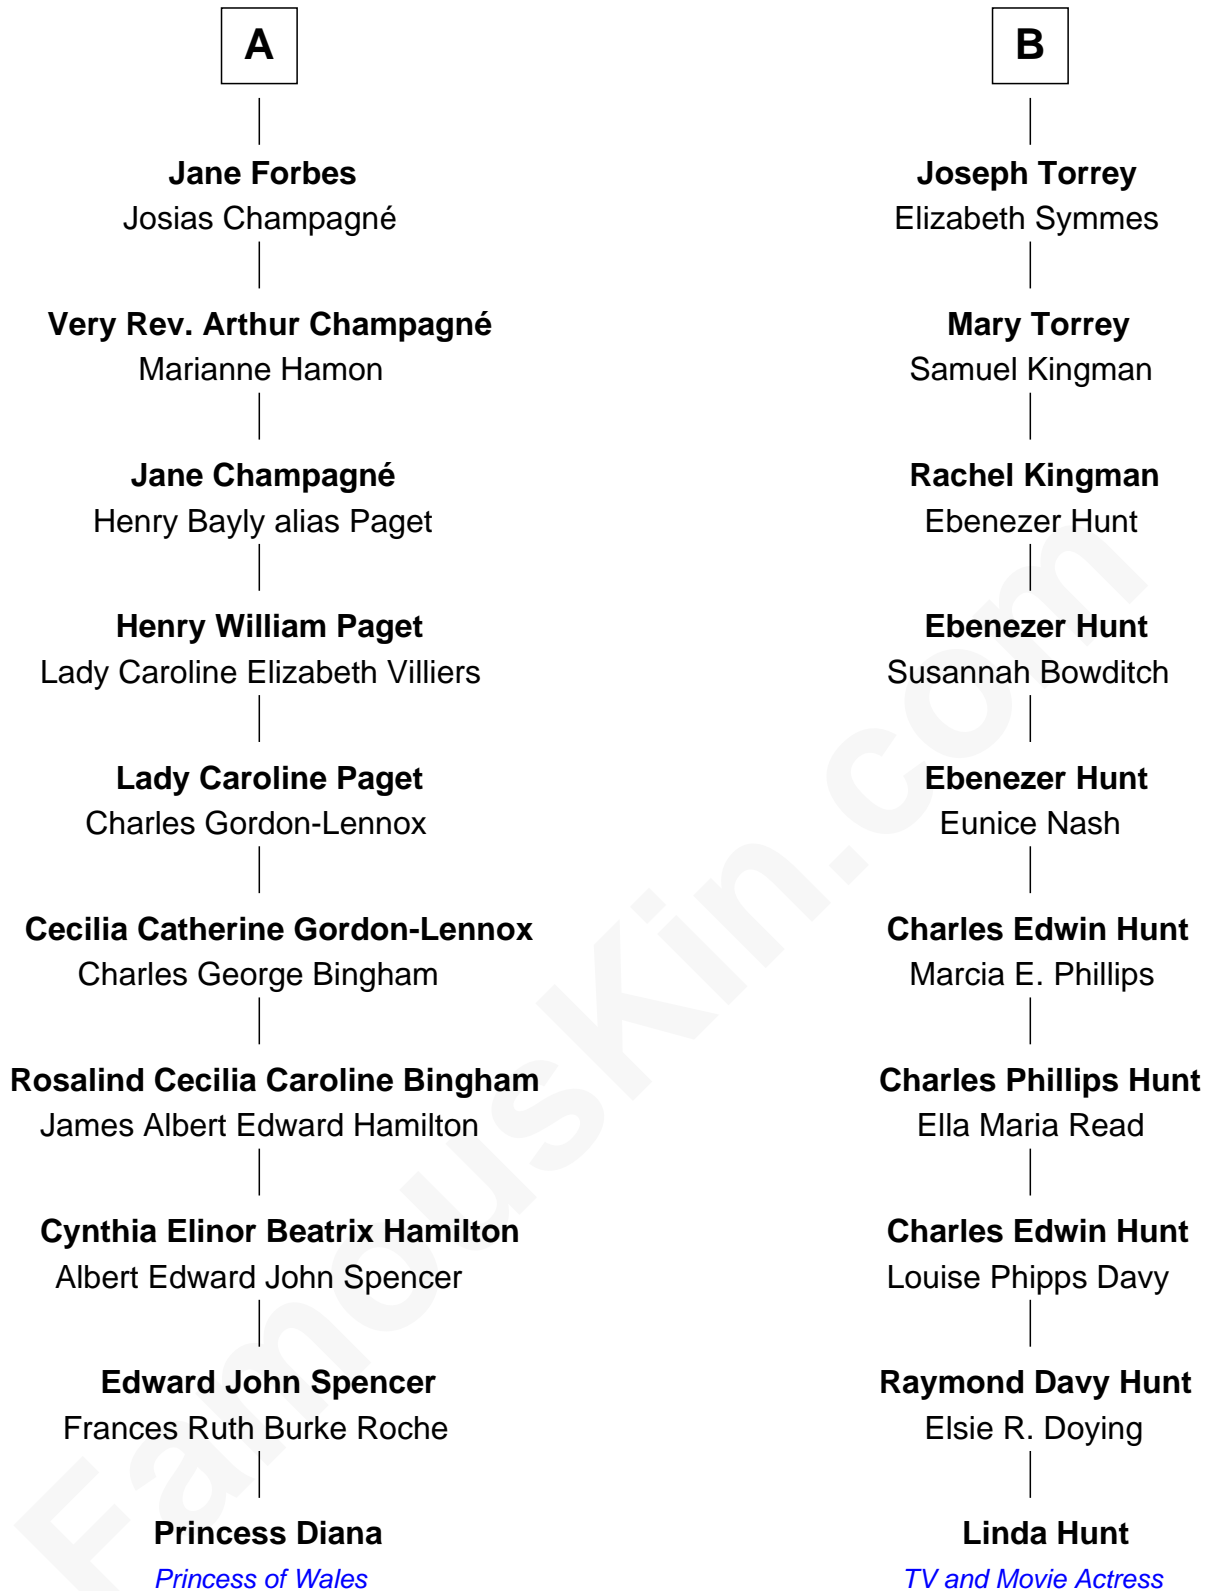 A
Jane Forbes
Josias Champagné
Very Rev. Arthur Champagné
Marianne Hamon
Jane Champagné
Henry Bayly alias Paget
Henry William Paget
Lady Caroline Elizabeth Villiers
Lady Caroline Paget
Charles Gordon-Lennox
Cecilia Catherine Gordon-Lennox
Charles George Bingham
Rosalind Cecilia Caroline Bingham
James Albert Edward Hamilton
Cynthia Elinor Beatrix Hamilton
Albert Edward John Spencer
Edward John Spencer
Frances Ruth Burke Roche
Princess Diana
Princess of Wales
B
Joseph Torrey
Elizabeth Symmes
Mary Torrey
Samuel Kingman
Rachel Kingman
Ebenezer Hunt
Ebenezer Hunt
Susannah Bowditch
Ebenezer Hunt
Eunice Nash
Charles Edwin Hunt
Marcia E. Phillips
Charles Phillips Hunt
Ella Maria Read
Charles Edwin Hunt
Louise Phipps Davy
Raymond Davy Hunt
Elsie R. Doying
Linda Hunt
TV and Movie Actress
FamousKin.com